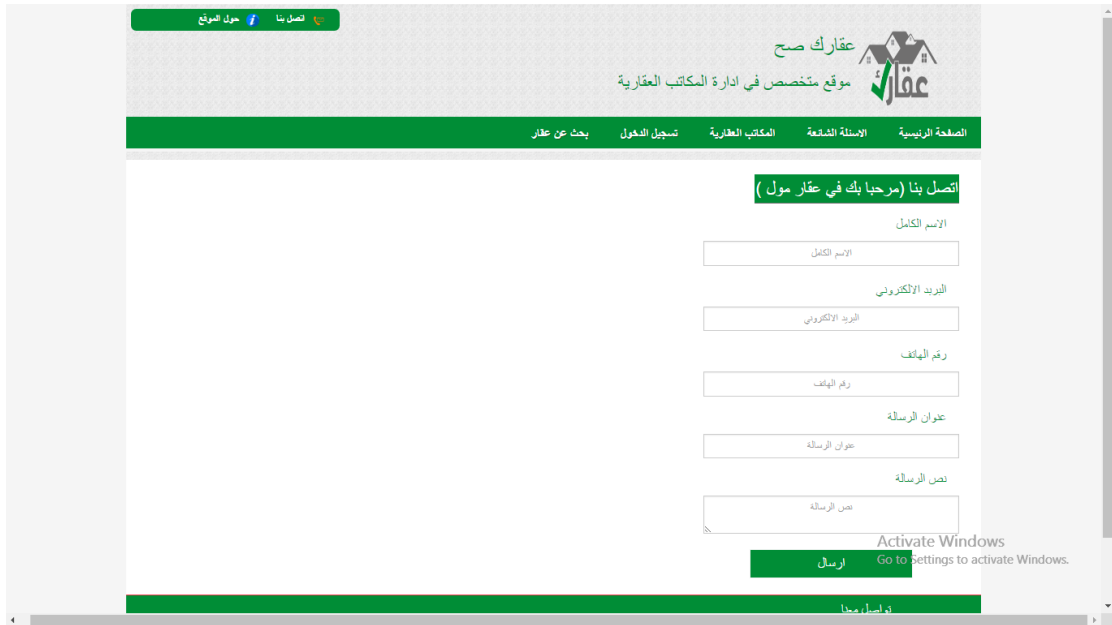 اتصل بنا حول الموقع
عقارك صح
عقارك
موقع متخصص في ادارة المكاتب العقارية
الصفحة الرئيسية الاسئلة الشائعة المكاتب العقارية تسجيل الدخول بحث عن عقار
اتصل بنا (مرحبا بك في عقار مول )
الاسم الكامل
الاسم الكامل
البريد الالكتروني
البريد الالكتروني
رقم الهاتف
رقم الهاتف
عنوان الرسالة
عنوان الرسالة
نص الرسالة
نص الرسالة
Activate Windows
Go to Settings to activate Windows.
ارسال
تواصل معنا